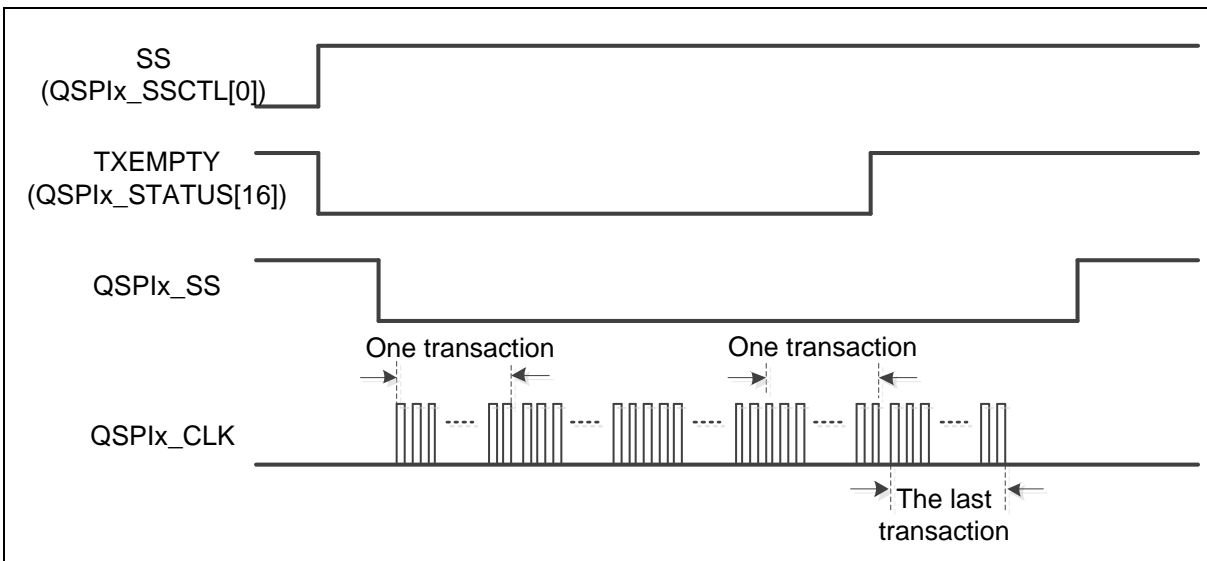 SS
(QSPIx_SSCTL[0])
TXEMPTY
(QSPIx_STATUS[16])
QSPIx_SS
One transaction
One transaction
QSPIx_CLK
The last
transaction